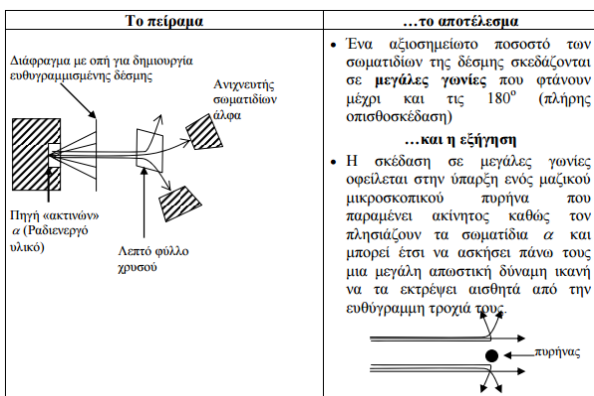 Το πείραμα
Διάφραγμα με οπή για δημιουργία
ευθυγραμμισμένης δέσμης
Ανιχνευτής
σωματιδίων
άλφα
Πηγή «ακτινών»
α (Ραδιενεργό
υλικό)
Λεπτό φύλλο
χρυσού
…το αποτέλεσμα
• Ένα αξιοσημείωτο ποσοστό των
σωματιδίων της δέσμης σκεδάζονται
σε μεγάλες γωνίες που φτάνουν
μέχρι και τις 180° (πλήρης
οπισθοσκέδαση)
…και η εξήγηση
• Η σκέδαση σε μεγάλες γωνίες
οφείλεται στην ύπαρξη ενός μαζικού
μικροσκοπικού πυρήνα που
παραμένει ακίνητος καθώς τον
πλησιάζουν τα σωματίδια α και
μπορεί έτσι να ασκήσει πάνω τους
μια μεγάλη απωστική δύναμη ικανή
να τα εκτρέψει αισθητά από την
ευθύγραμμη τροχιά τους.
πυρήνας